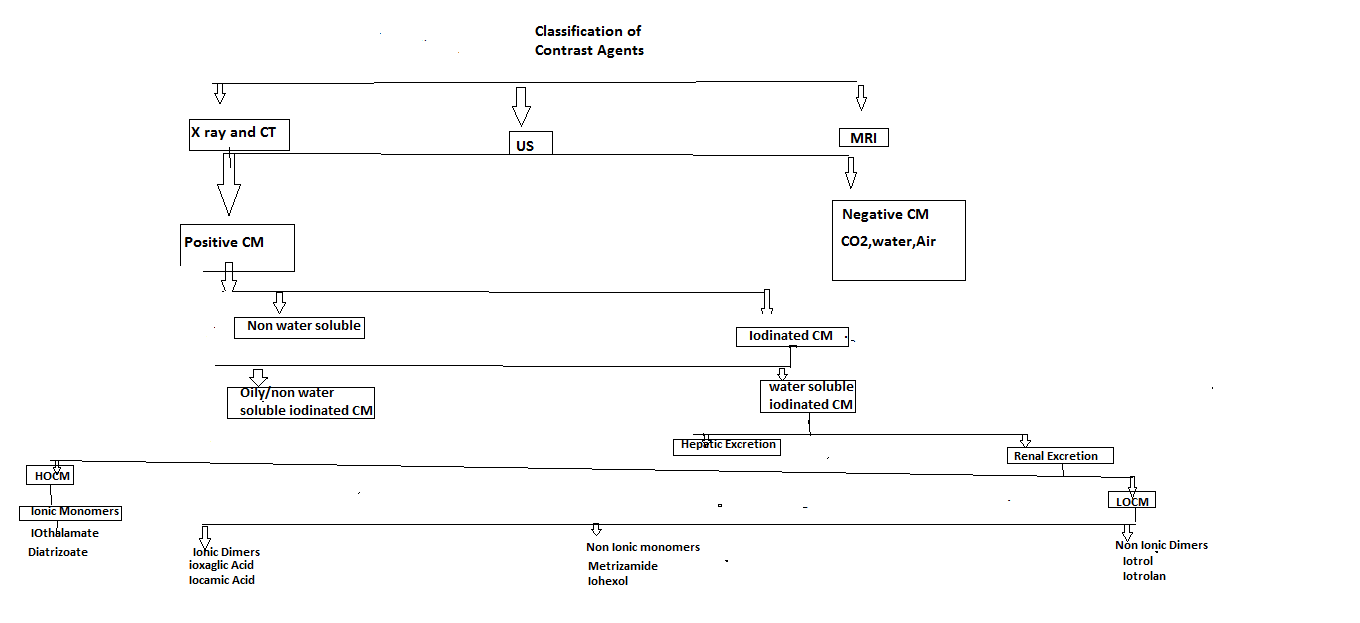 Classification of
Contrast Agents
X ray and CT
US
MRI
Positive CM
Negative CM
CO2,water,Air
Non water soluble
Iodinated CM
Oily/non water
soluble iodinated CM
water soluble
iodinated CM
Hepatic Excretion
Renal Excretion
HOCM
LOCM
Ionic Monomers
IOthalamate
Diatrizoate
Ionic Dimers
ioxaglic Acid
Iocamic Acid
Non Ionic monomers
Metrizamide
Iohexol
Non Ionic Dimers
Iotrol
Iotrolan